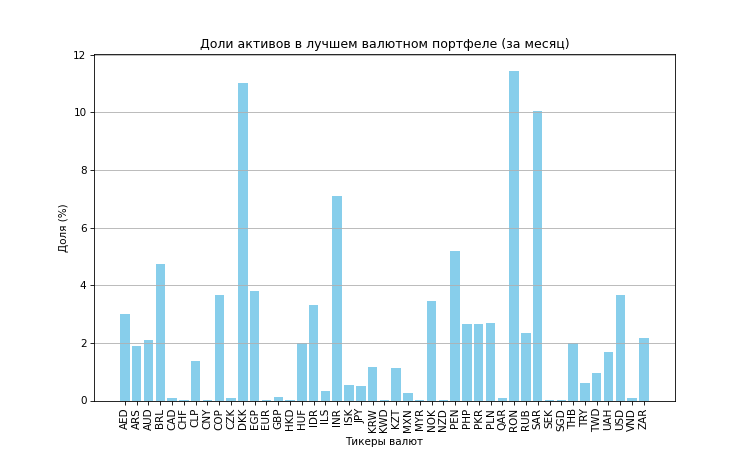 Доли активов в лучшем валютном портфеле (за месяц)
12
10
8
6
4
2
0
Доля (%)
AED ARS AUD BRL CAD CHF CLP CNY COP CZK DKK EGP EUR GBP HKD HUF IDR ILS INR ISK JPY KRW KWD KZT MXN MYR NOK NZD PEN PHP PKR PLN QAR RON RUB SAR SEK SGD THB TRY TWD UAH USD VND ZAR
Тикеры валют